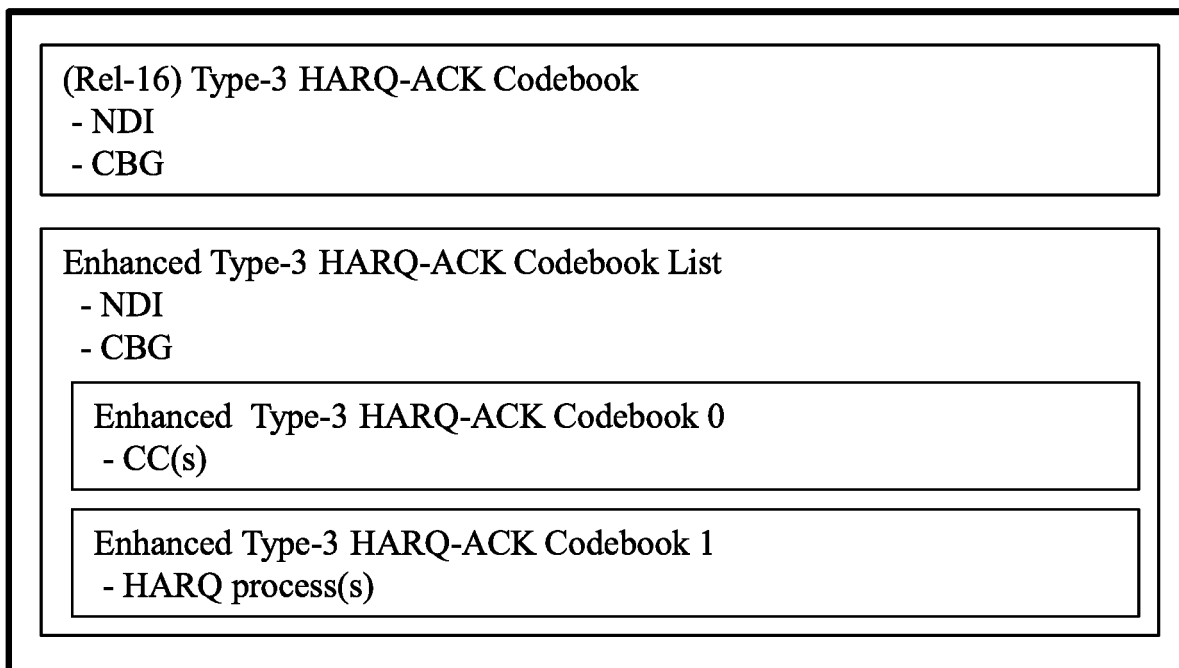 (Rel-16) Type-3 HARQ-ACK Codebook
- NDI
- CBG
Enhanced Type-3 HARQ-ACK Codebook List
- NDI
- CBG
Enhanced Type-3 HARQ-ACK Codebook 0
- CC(s)
Enhanced Type-3 HARQ-ACK Codebook 1
- HARQ process(s)